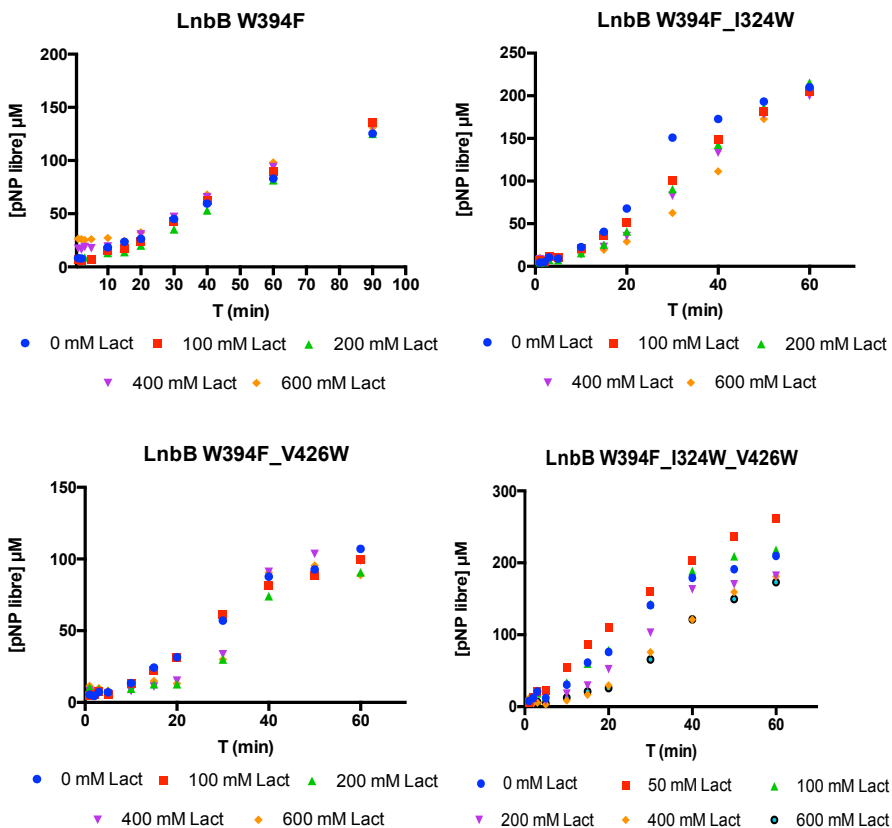 LnbB W394F
200
150
100
50
0
[pNP libre] µM
10 20 30 40 50 60 70 80 90 100
T (min)
0 mM Lact 100 mM Lact 200 mM Lact
400 mM Lact 600 mM Lact
LnbB W394F_I324W
250
200
150
100
50
0
[pNP libre] µM
0 20 40 60
T (min)
0 mM Lact 100 mM Lact 200 mM Lact
400 mM Lact 600 mM Lact
LnbB W394F_V426W
150
100
50
0
[pNP libre] µM
0 20 40 60
T (min)
0 mM Lact 100 mM Lact 200 mM Lact
400 mM Lact 600 mM Lact
LnbB W394F_I324W_V426W
300
200
100
0
[pNP libre] µM
0 20 40 60
T (min)
0 mM Lact 50 mM Lact 100 mM Lact
200 mM Lact 400 mM Lact 600 mM Lact